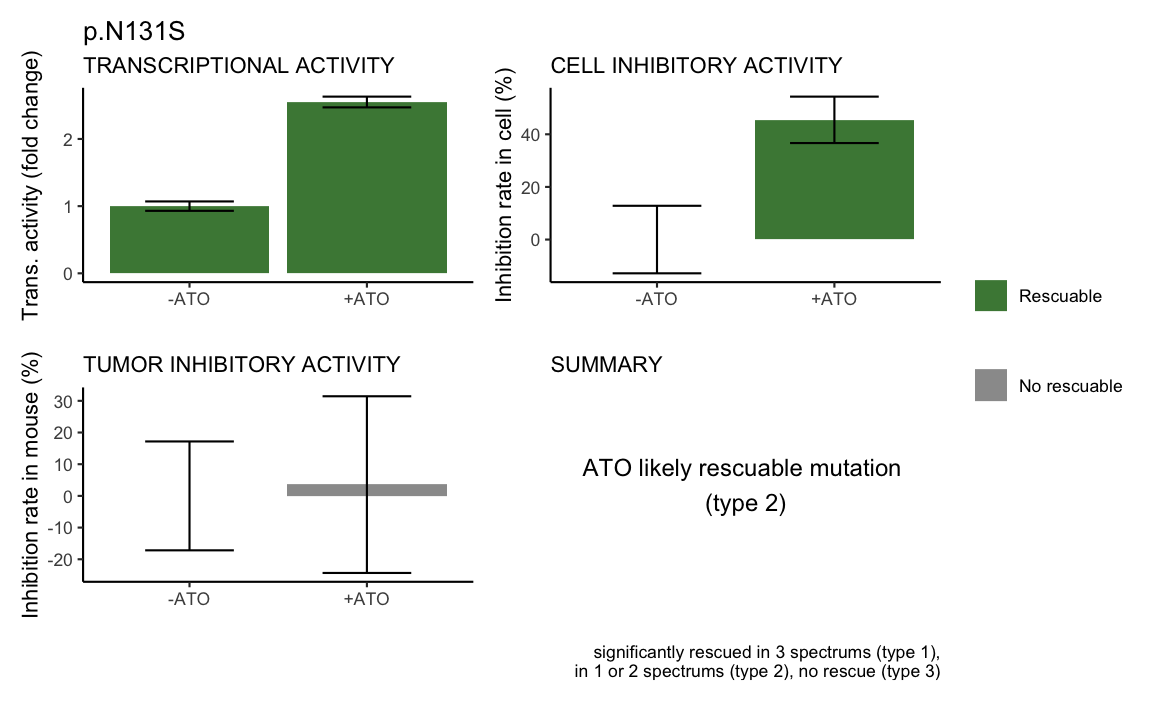 p.N131S
TRANSCRIPTIONAL ACTIVITY
Trans. activity (fold change)
2
1
0
-ATO
+ATO
CELL INHIBITORY ACTIVITY
Inhibition rate in cell (%)
40
20
0
-ATO
+ATO
Rescuable
No rescuable
TUMOR INHIBITORY ACTIVITY
Inhibition rate in mouse (%)
30
20
10
0
-10
-20
-ATO
+ATO
SUMMARY
ATO likely rescuable mutation
(type 2)
significantly rescued in 3 spectrums (type 1),
in 1 or 2 spectrums (type 2), no rescue (type 3)